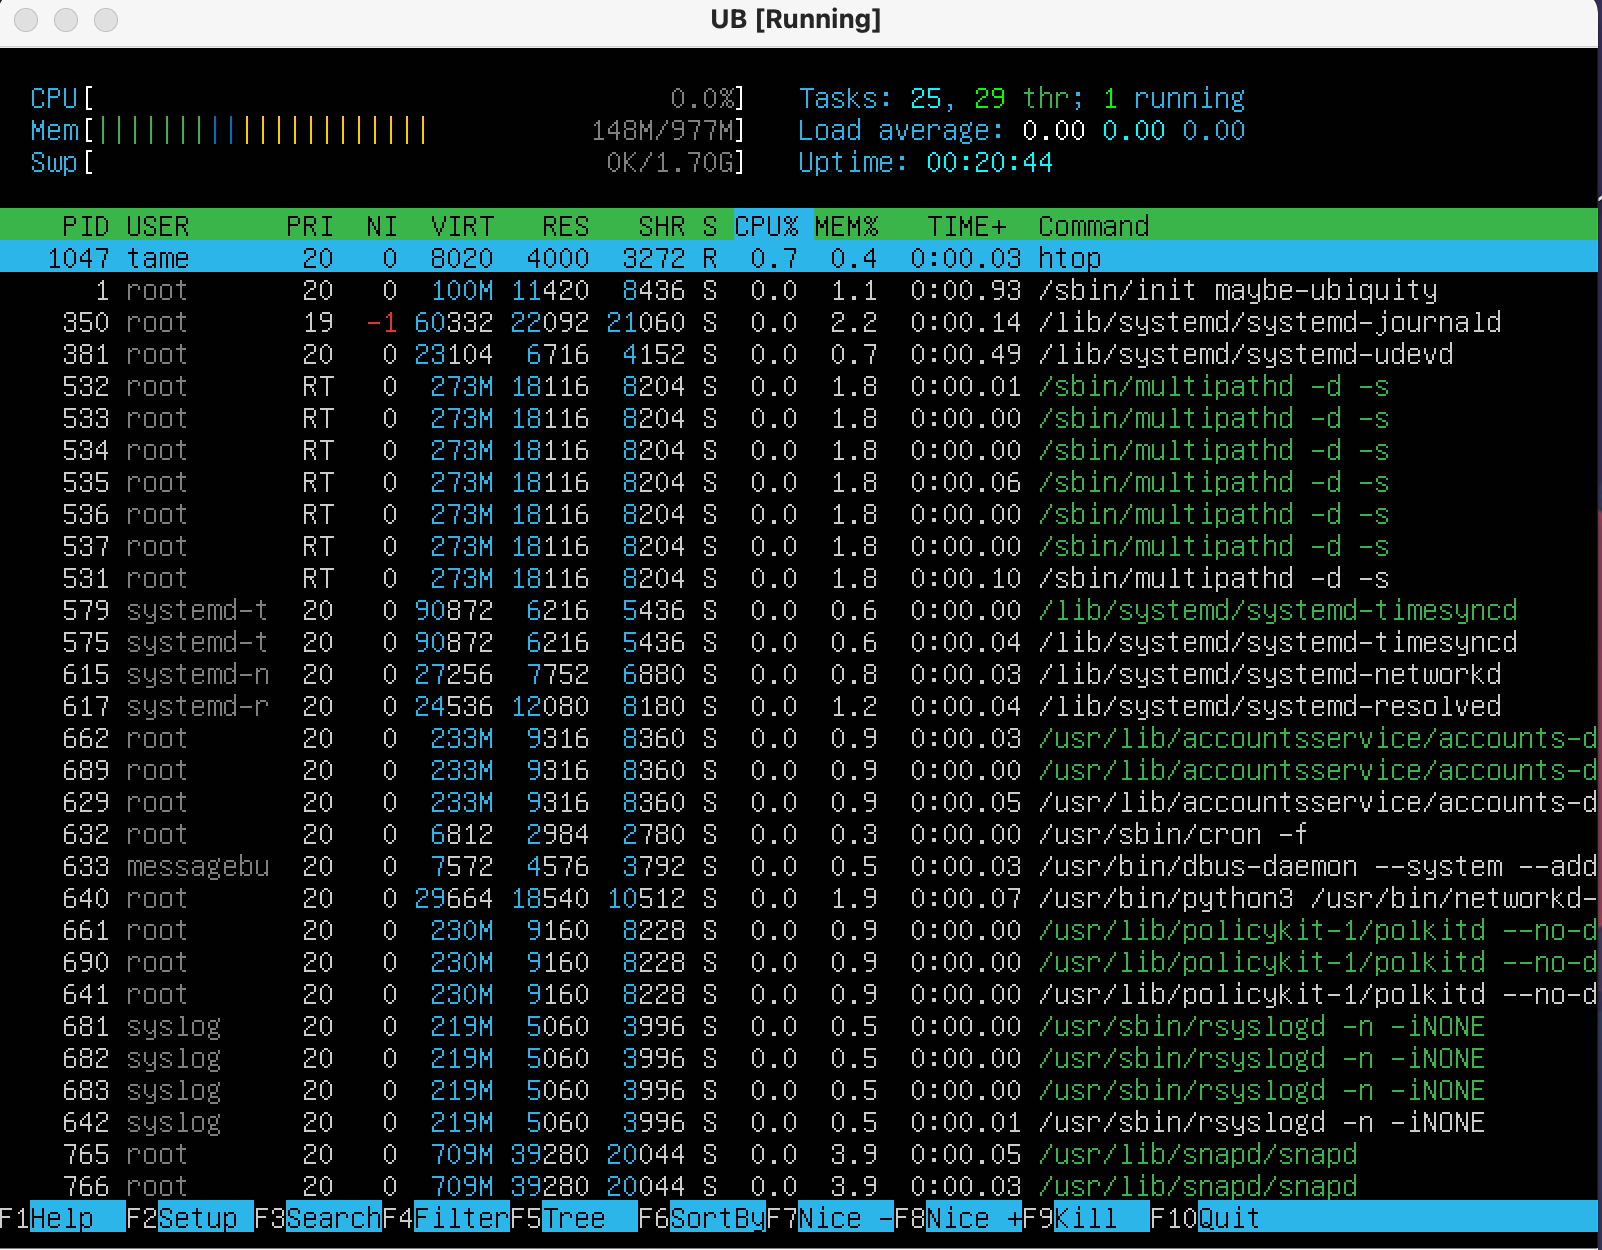 UB [Running]
CPU[ 0.0%] Tasks: 25, 29 thr; 1 running
Mem[||||||||||||||||||||| 148M/977M] Load average: 0.00 0.00 0.00
Swp[ 0K/1.70G] Uptime: 00:20:44
PID USER PRI NI VIRT RES SHR S CPU% MEM% TIME+ Command
1047 tame 20 0 8020 4000 3272 R 0.7 0.4 0:00.03 htop
1 root 20 0 100M 11420 8436 S 0.0 1.1 0:00.93 /sbin/init maybe-ubiquity
350 root 19 -1 60332 22092 21060 S 0.0 2.2 0:00.14 /lib/systemd/systemd-journald
381 root 20 0 23104 6716 4152 S 0.0 0.7 0:00.49 /lib/systemd/systemd-udevd
532 root RT 0 273M 18116 8204 S 0.0 1.8 0:00.01 /sbin/multipathd -d -s
533 root RT 0 273M 18116 8204 S 0.0 1.8 0:00.00 /sbin/multipathd -d -s
534 root RT 0 273M 18116 8204 S 0.0 1.8 0:00.00 /sbin/multipathd -d -s
535 root RT 0 273M 18116 8204 S 0.0 1.8 0:00.06 /sbin/multipathd -d -s
536 root RT 0 273M 18116 8204 S 0.0 1.8 0:00.00 /sbin/multipathd -d -s
537 root RT 0 273M 18116 8204 S 0.0 1.8 0:00.00 /sbin/multipathd -d -s
531 root RT 0 273M 18116 8204 S 0.0 1.8 0:00.10 /sbin/multipathd -d -s
579 systemd-t 20 0 90872 6216 5436 S 0.0 0.6 0:00.00 /lib/systemd/systemd-timesyncd
575 systemd-t 20 0 90872 6216 5436 S 0.0 0.6 0:00.04 /lib/systemd/systemd-timesyncd
615 systemd-n 20 0 27256 7752 6880 S 0.0 0.8 0:00.03 /lib/systemd/systemd-networkd
617 systemd-r 20 0 24536 12080 8180 S 0.0 1.2 0:00.04 /lib/systemd/systemd-resolved
662 root 20 0 233M 9316 8360 S 0.0 0.9 0:00.03 /usr/lib/accountsservice/accounts-d
689 root 20 0 233M 9316 8360 S 0.0 0.9 0:00.00 /usr/lib/accountsservice/accounts-d
629 root 20 0 233M 9316 8360 S 0.0 0.9 0:00.05 /usr/lib/accountsservice/accounts-d
632 root 20 0 6812 2984 2780 S 0.0 0.3 0:00.00 /usr/sbin/cron -f
633 messagebu 20 0 7572 4576 3792 S 0.0 0.5 0:00.03 /usr/bin/dbus-daemon --system --add
640 root 20 0 29664 18540 10512 S 0.0 1.9 0:00.07 /usr/bin/python3 /usr/bin/networkd-
661 root 20 0 230M 9160 8228 S 0.0 0.9 0:00.00 /usr/lib/policykit-1/polkitd --no-d
690 root 20 0 230M 9160 8228 S 0.0 0.9 0:00.00 /usr/lib/policykit-1/polkitd --no-d
641 root 20 0 230M 9160 8228 S 0.0 0.9 0:00.00 /usr/lib/policykit-1/polkitd --no-d
681 syslog 20 0 219M 5060 3996 S 0.0 0.5 0:00.00 /usr/sbin/rsyslogd -n -iNONE
682 syslog 20 0 219M 5060 3996 S 0.0 0.5 0:00.00 /usr/sbin/rsyslogd -n -iNONE
683 syslog 20 0 219M 5060 3996 S 0.0 0.5 0:00.00 /usr/sbin/rsyslogd -n -iNONE
642 syslog 20 0 219M 5060 3996 S 0.0 0.5 0:00.01 /usr/sbin/rsyslogd -n -iNONE
765 root 20 0 709M 39280 20044 S 0.0 3.9 0:00.05 /usr/lib/snapd/snapd
766 root 20 0 709M 39280 20044 S 0.0 3.9 0:00.03 /usr/lib/snapd/snapd
F1Help F2Setup F3SearchF4FilterF5Tree F6SortByF7Nice -F8Nice +F9Kill F10Quit